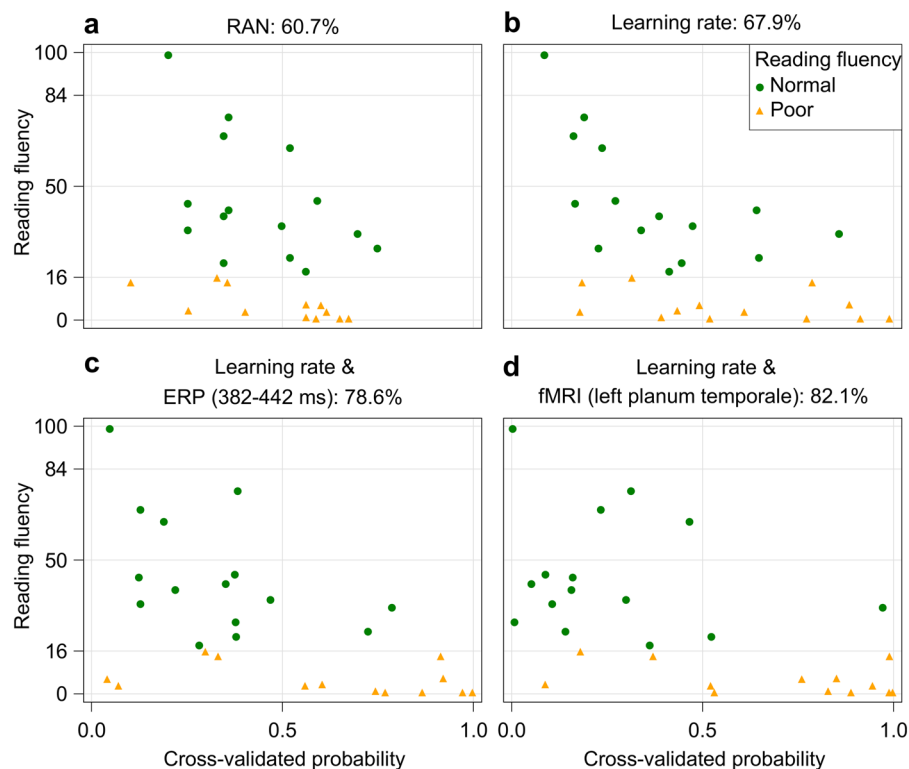 a
RAN: 60.7%
b
Learning rate: 67.9%
Reading fluency
100
84
50
16
0
Reading fluency
Normal
Poor
c
Learning rate &
ERP (382-442 ms): 78.6%
d
Learning rate &
fMRI (left planum temporale): 82.1%
Reading fluency
100
84
50
16
0
0.0
0.5
1.0
Cross-validated probability
0.0
0.5
1.0
Cross-validated probability